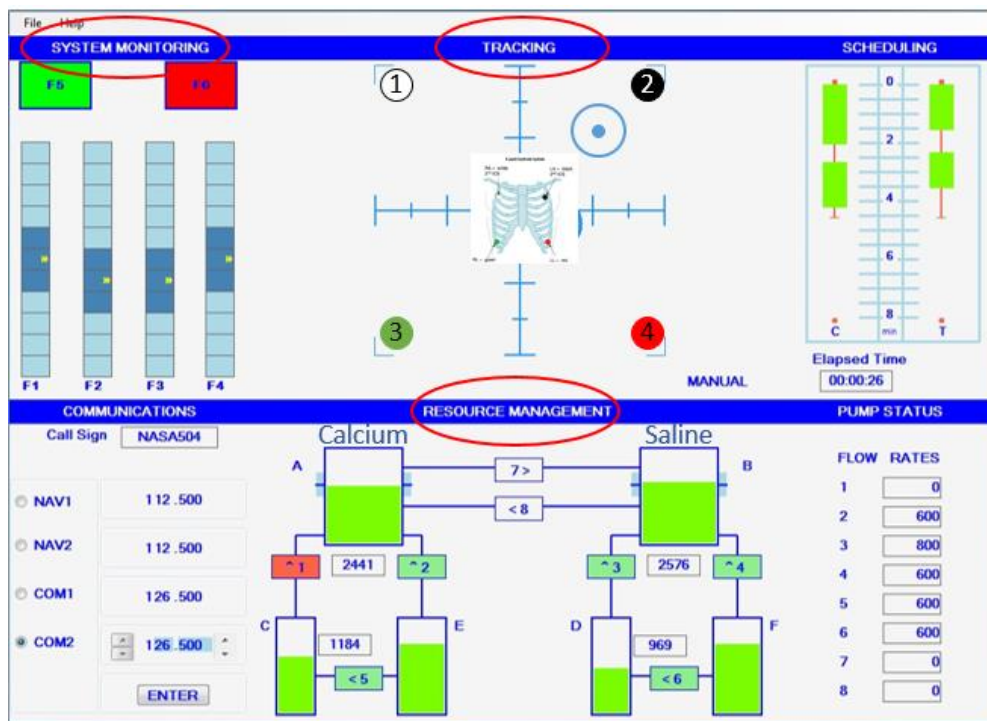 File Help
SYSTEM MONITORING
TRACKING
SCHEDULING
F5
F6
1
2
3
4
F1
F2
F3
F4
0
2
4
6
8
C
min
T
Elapsed Time
MANUAL
00:00:26
COMMUNICATIONS
RESOURCE MANAGEMENT
PUMP STATUS
Call Sign NASA504
NAV1 112.500
NAV2 112.500
COM1 126.500
COM2 126.500
ENTER
Calcium
Saline
A
B
7 >
< 8
^ 1
2441
^ 2
^ 3
2576
^ 4
C
1184
E
D
969
F
< 5
< 6
FLOW RATES
1 0
2 600
3 800
4 600
5 600
6 600
7 0
8 0